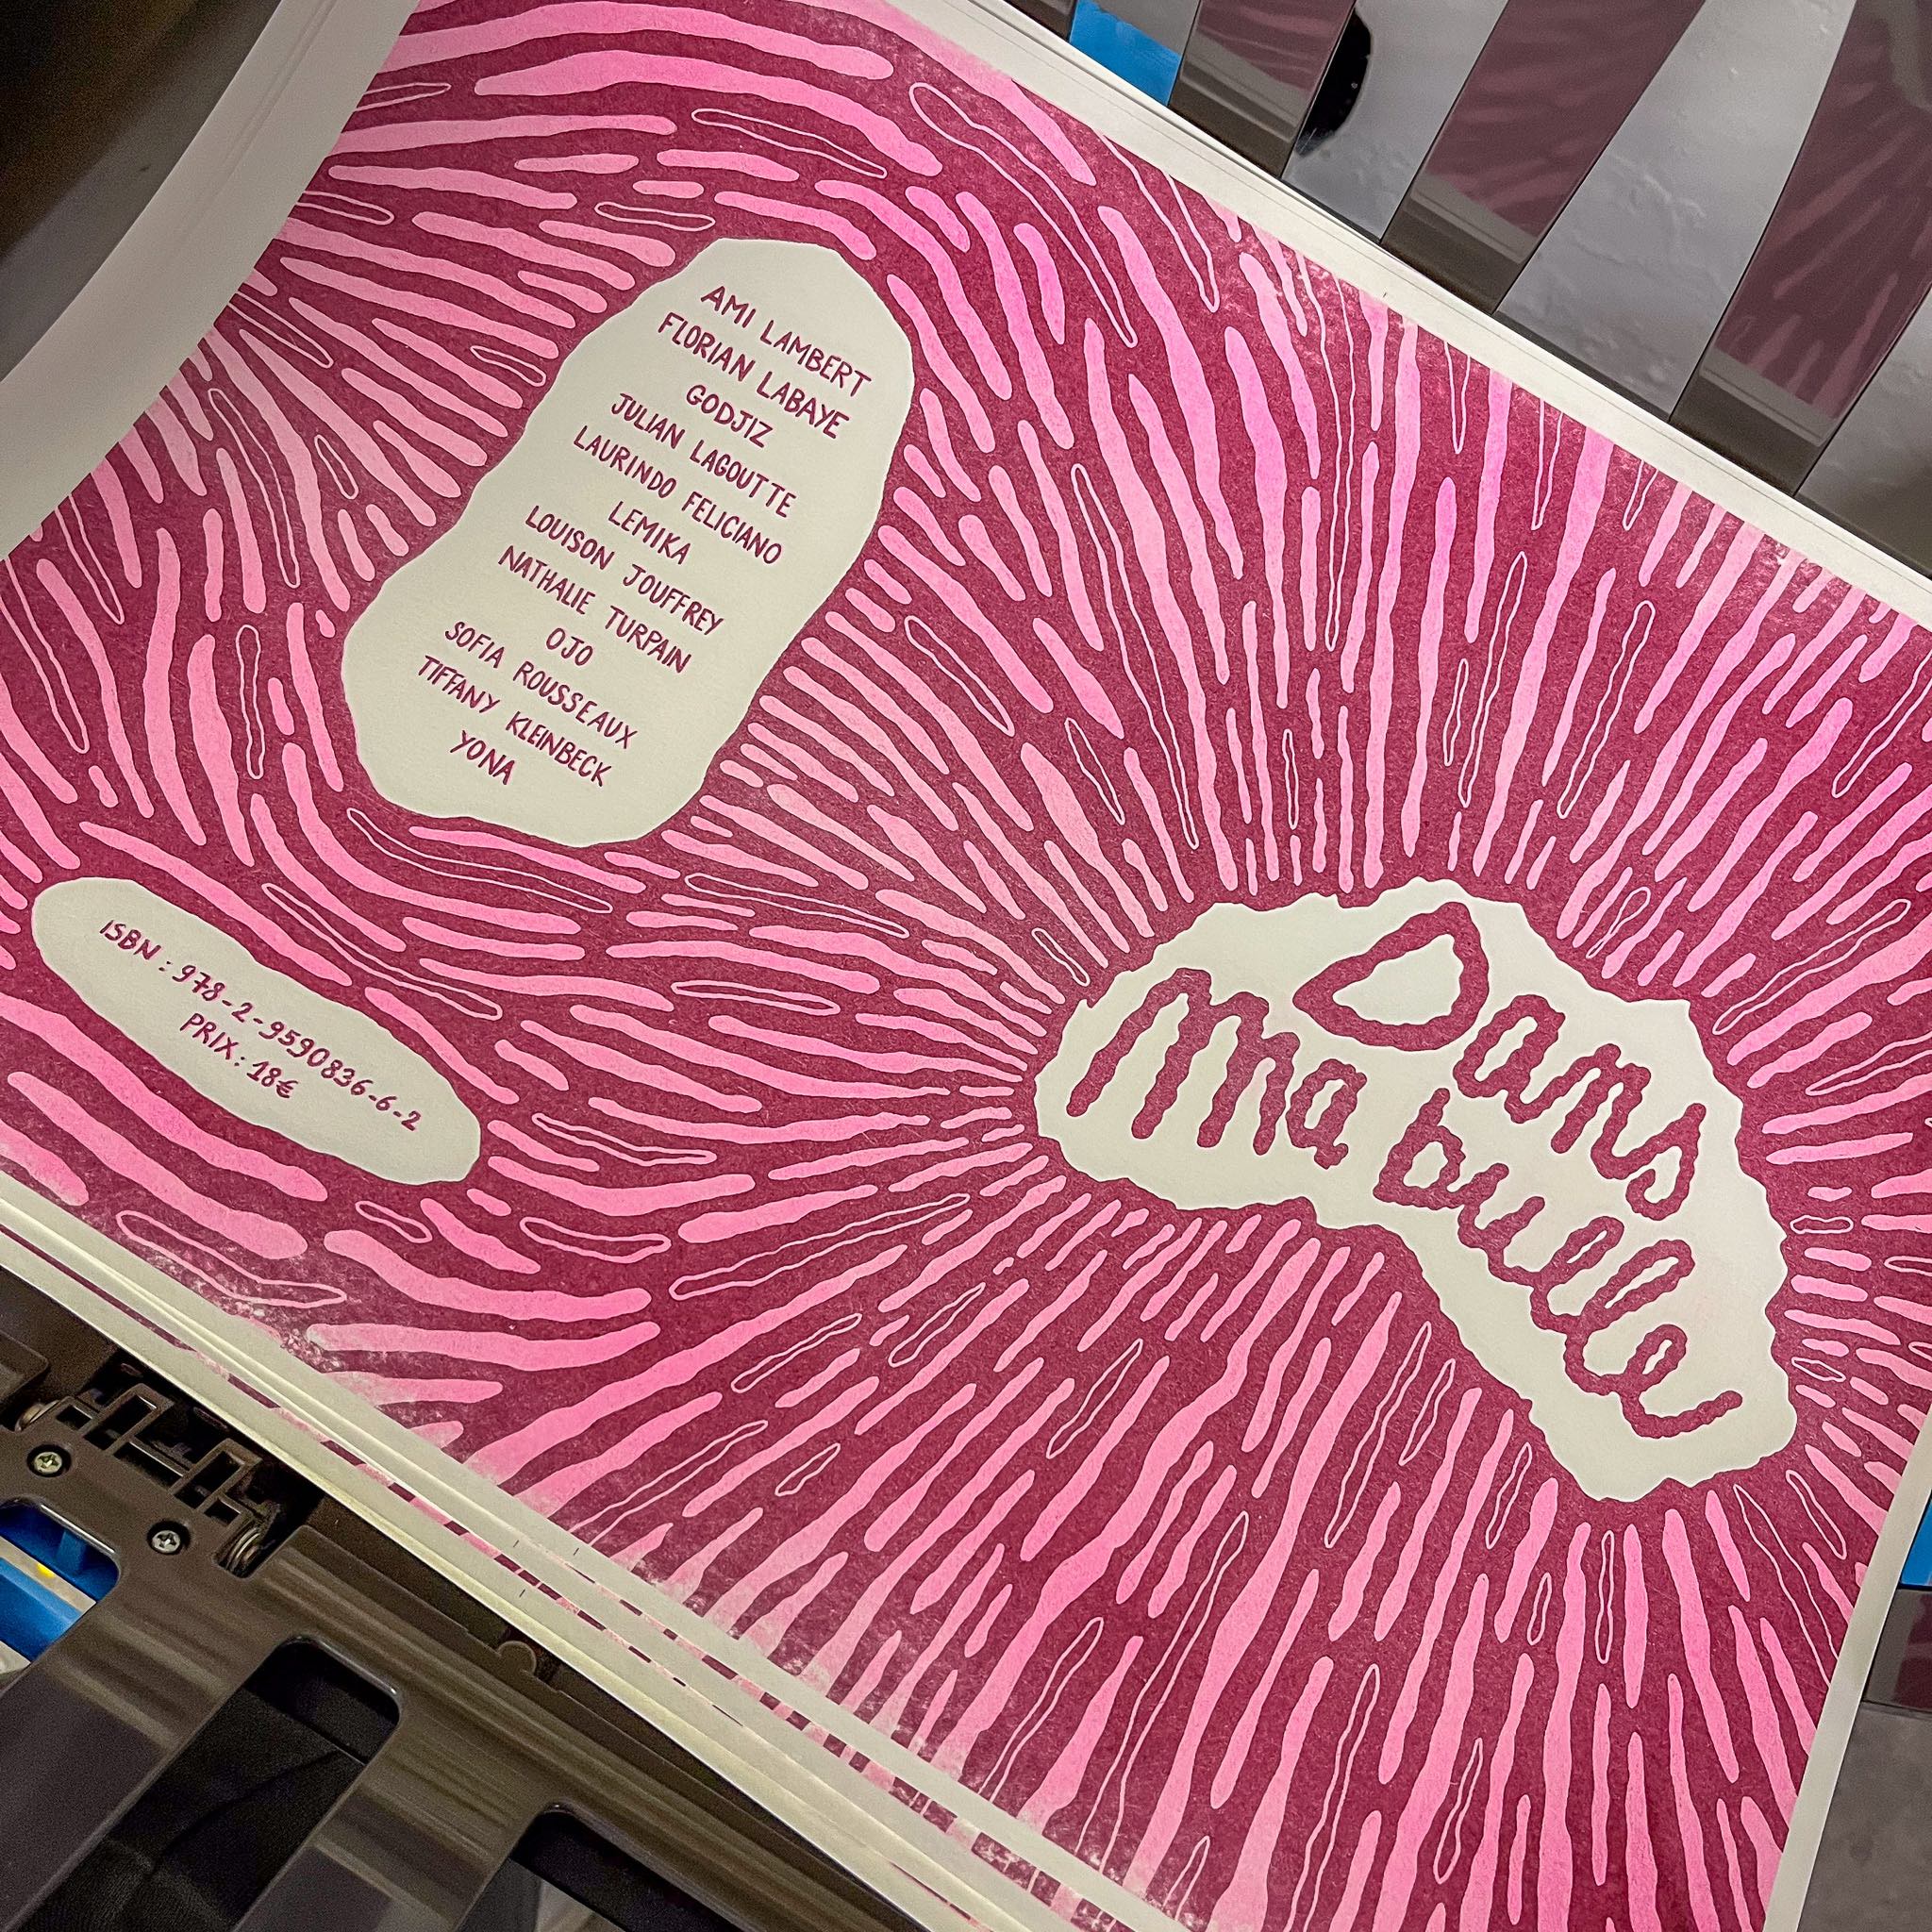 AMI LAMBERT
FLORIAN LABAYE
GODJIZ
JULIAN LAGOUTTE
LAURINDO FELICIANO
LEMIKA
LOUISON JOUFFREY
NATHALIE TURPAIN
OJO
SOFIA ROUSSEAUX
TIFFANY KLEINBECK
YONA
ISBN : 978-2-9590836-6-2
PRIX : 18€
Dans
Ma bulle